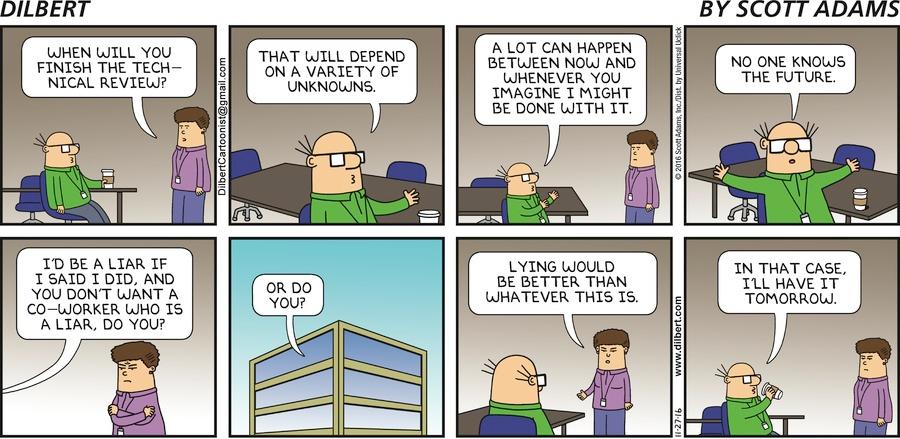 DILBERT
BY SCOTT ADAMS
WHEN WILL YOU
FINISH THE TECH-
NICAL REVIEW?
DilbertCartoonist@gmail.com
THAT WILL DEPEND
ON A VARIETY OF
UNKNOWNS.
A LOT CAN HAPPEN
BETWEEN NOW AND
WHENEVER YOU
IMAGINE I MIGHT
BE DONE WITH IT.
© 2016 Scott Adams, Inc./Dist. by Universal Uclick
NO ONE KNOWS
THE FUTURE.
I'D BE A LIAR IF
I SAID I DID, AND
YOU DON'T WANT A
CO-WORKER WHO IS
A LIAR, DO YOU?
OR DO
YOU?
LYING WOULD
BE BETTER THAN
WHATEVER THIS IS.
11-27-16
www.dilbert.com
IN THAT CASE,
I'LL HAVE IT
TOMORROW.